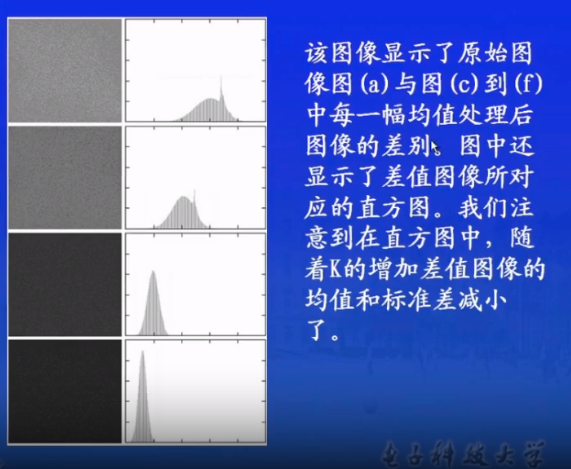 该图像显示了原始图
像图(a)与图(c)到(f)
中每一幅均值处理后
图像的差别。图中还
显示了差值图像所对
应的直方图。我们注
意到在直方图中，随
着K的增加差值图像的
均值和标准差减小
了。
电子科技大学